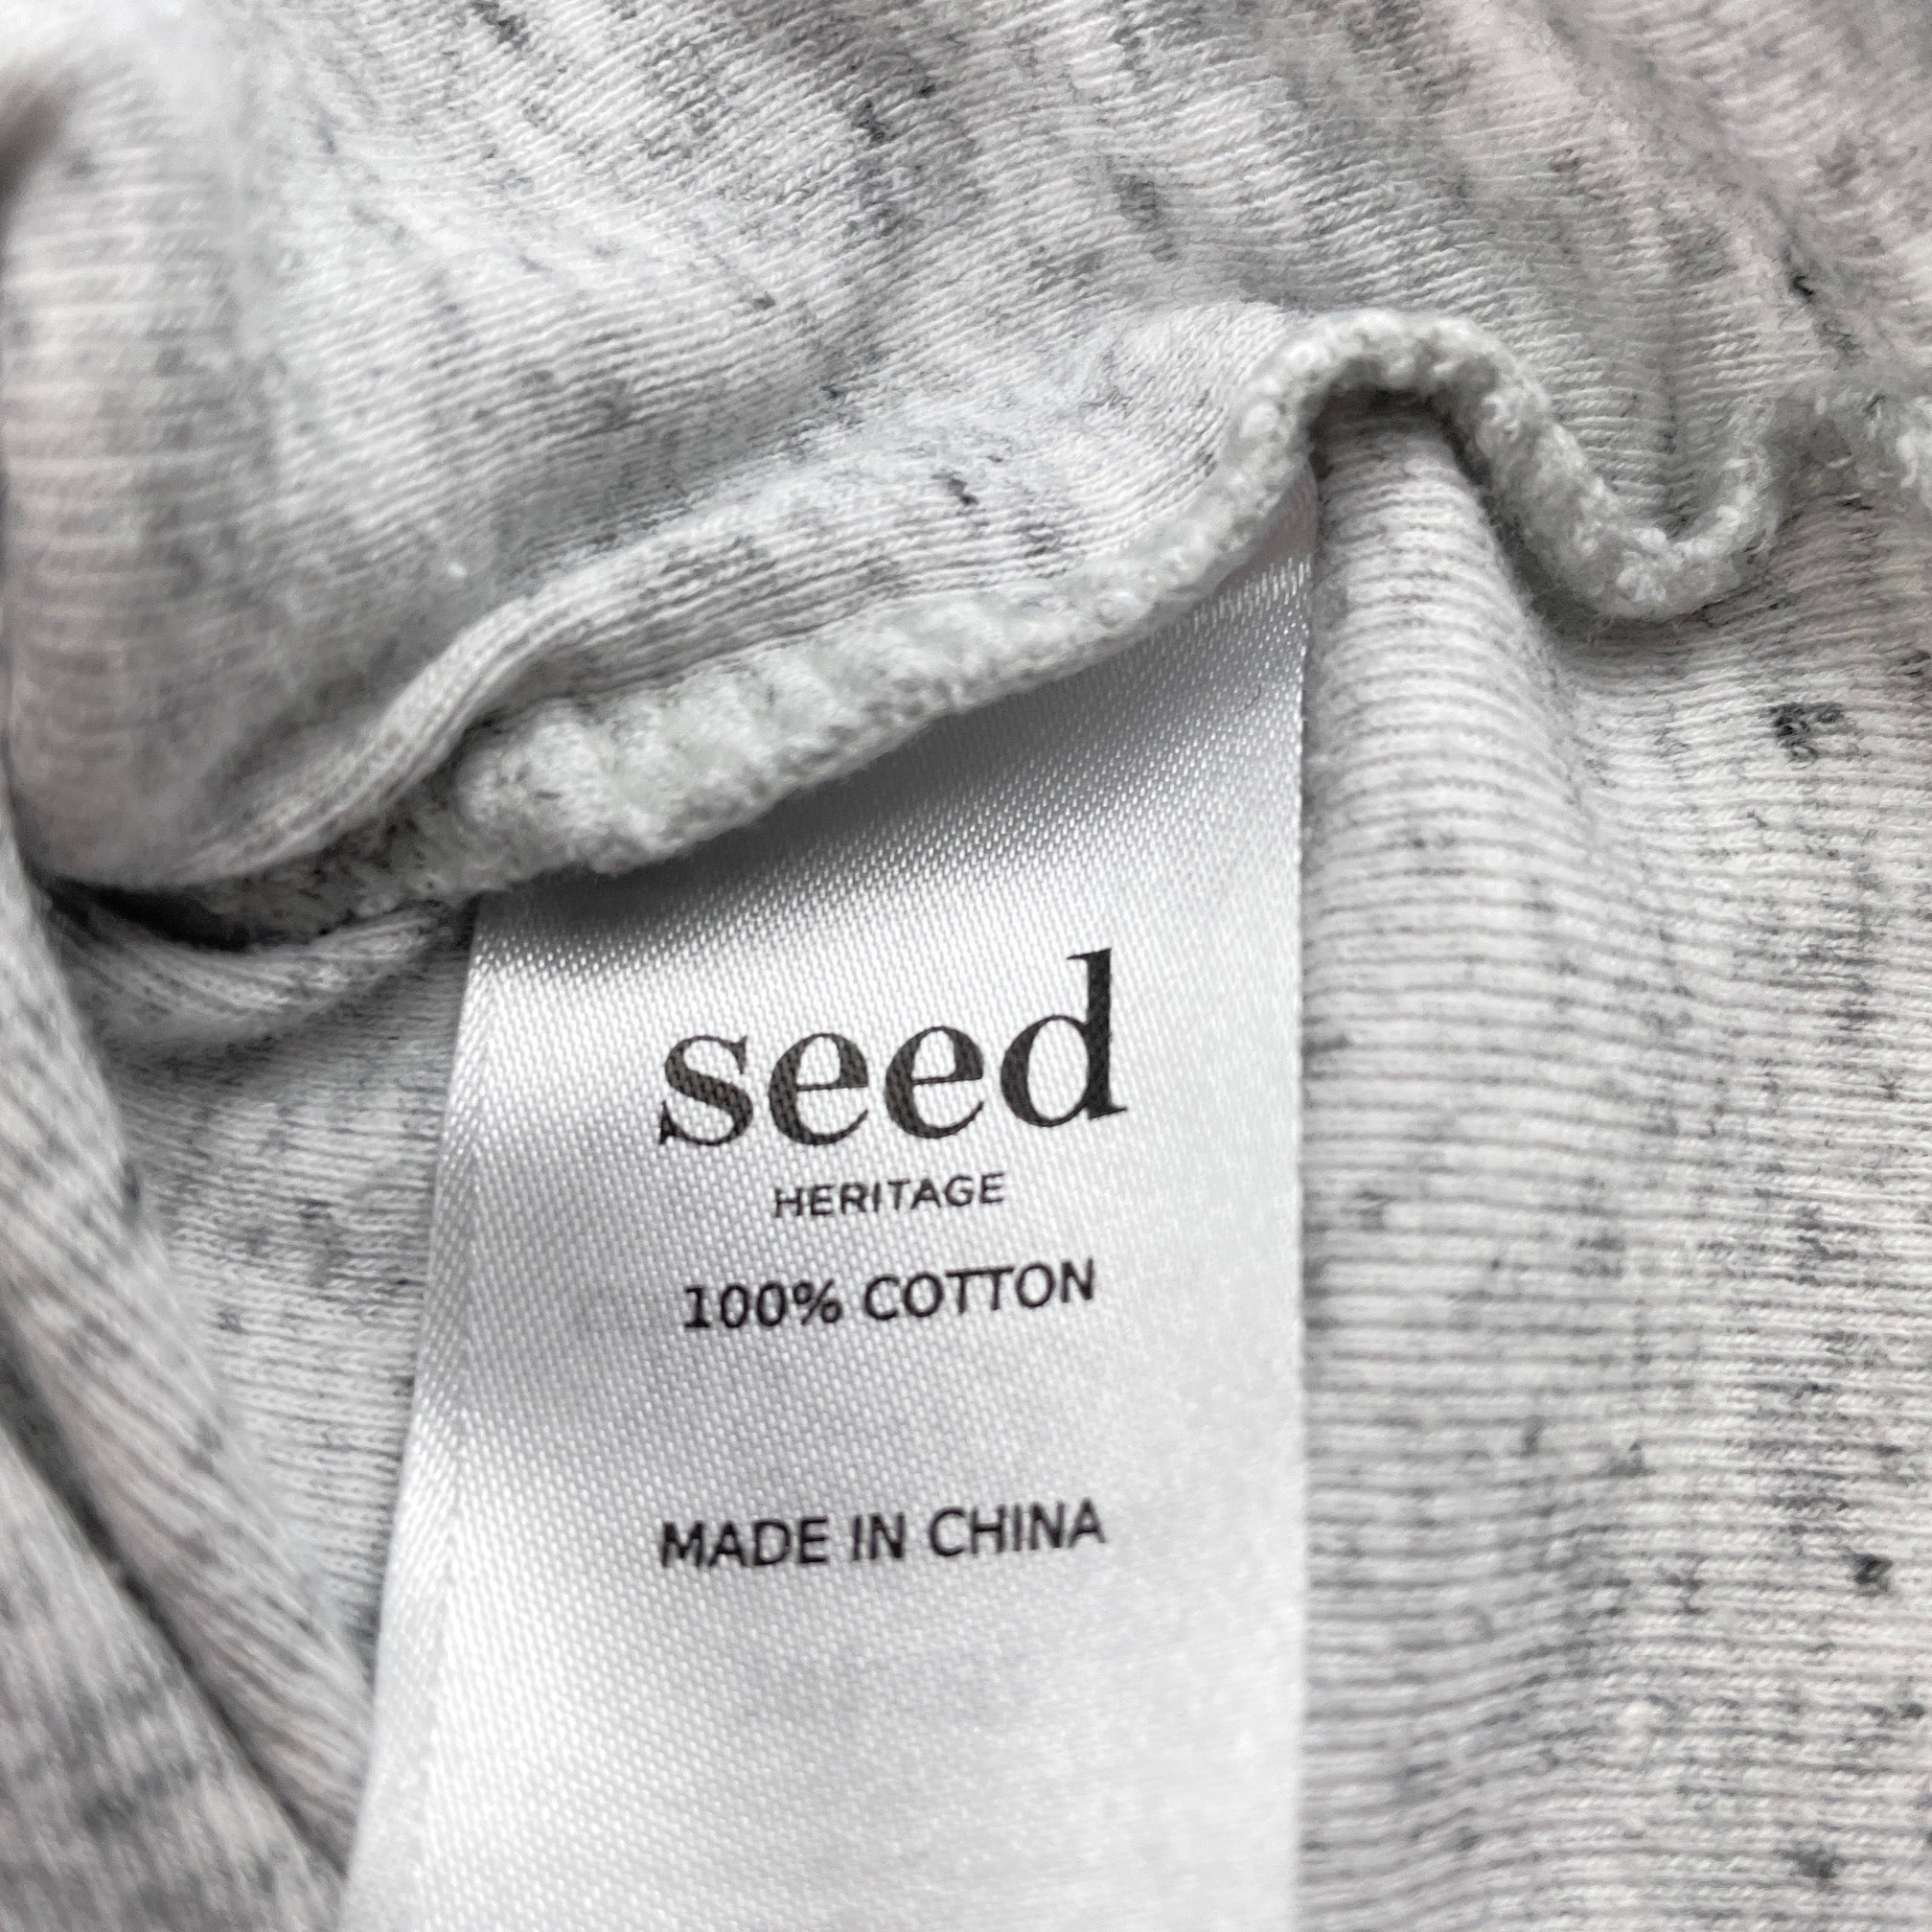 seed
HERITAGE
100% COTTON
MADE IN CHINA